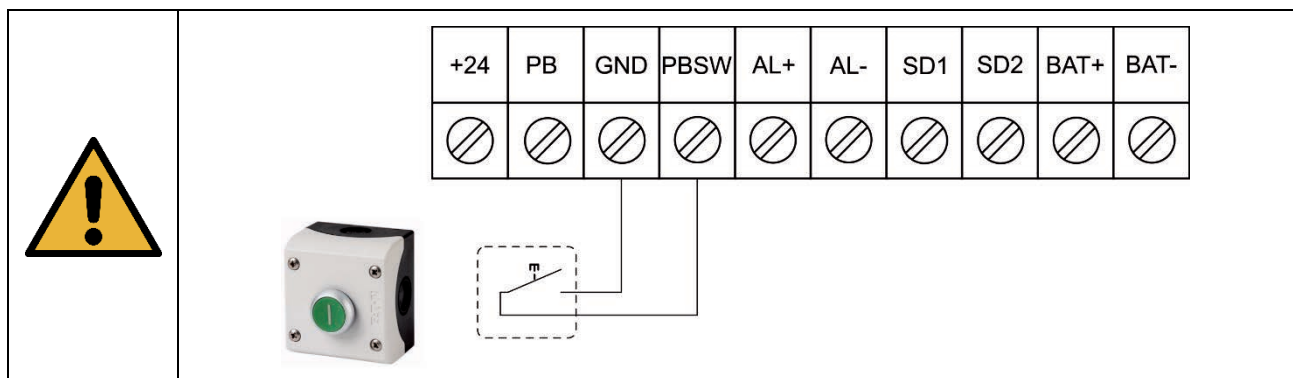 +24 PB GND PBSW AL+ AL- SD1 SD2 BAT+ BAT-